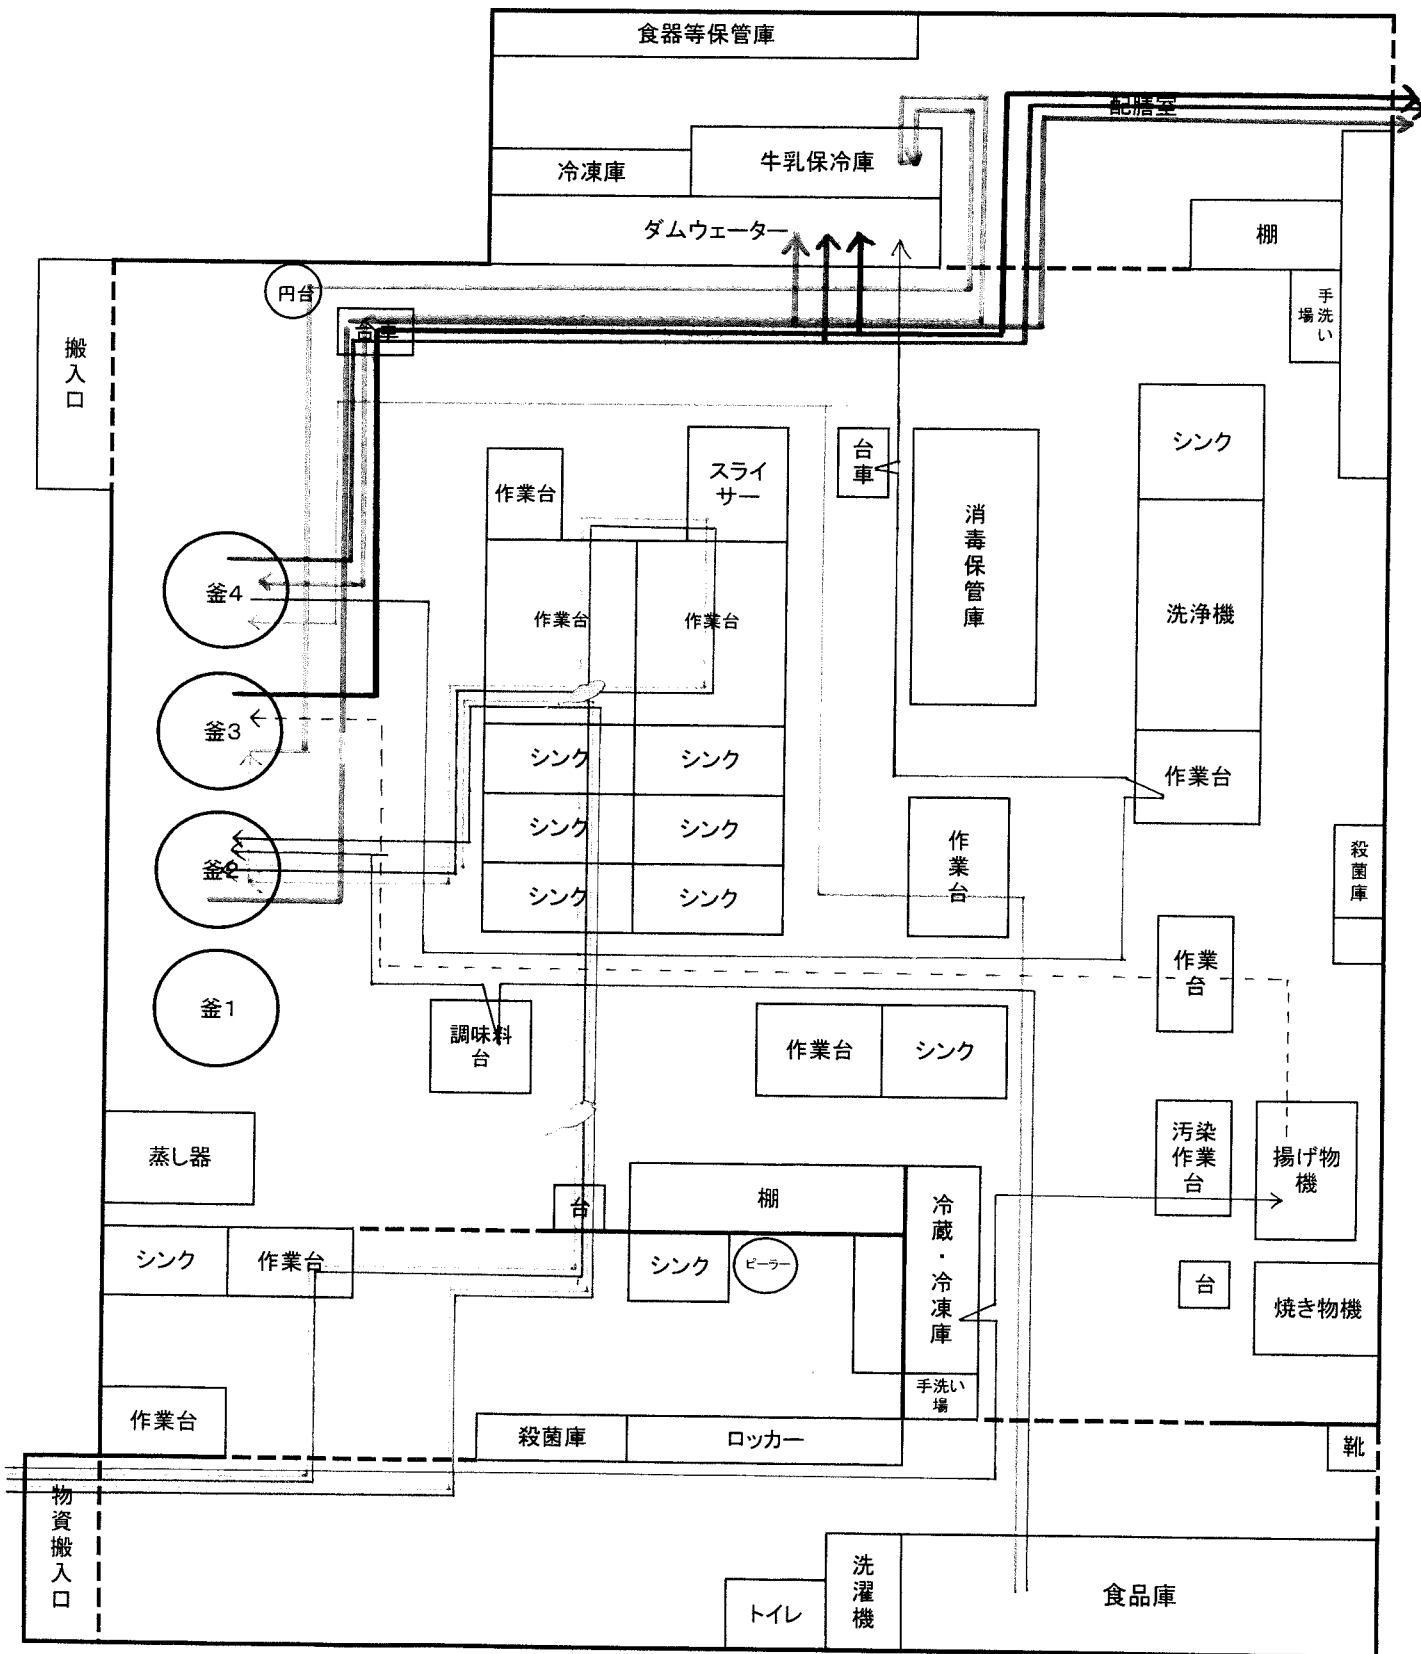 食器等保管庫
配膳室
冷凍庫
牛乳保冷庫
ダムウェーター
棚
円台
台車
手洗い
場
搬入口
シンク
台車
スライ
サー
作業台
消毒保管庫
釜4
作業台
作業台
洗浄機
釜3
シンク
シンク
作業台
シンク
シンク
作業台
殺菌庫
釜2
シンク
シンク
作業
台
釜1
調味料
台
作業台
シンク
蒸し器
汚染
作業
台
揚げ物
機
台
棚
冷蔵・冷凍庫
シンク
作業台
シンク
ピーラー
台
焼き物機
手洗い
場
作業台
殺菌庫
ロッカー
靴
物資搬入口
洗濯機
食品庫
トイレ